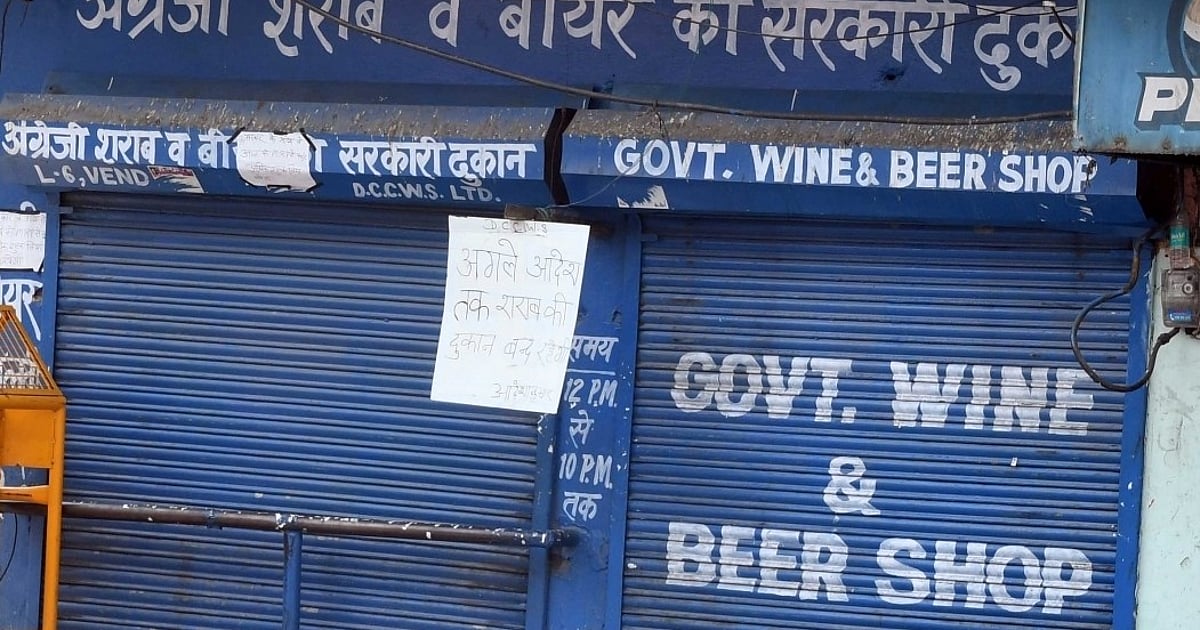 अंग्रेजी शराब व बीयर की सरकारी दुकान
अंग्रेजी शराब व बी की सरकारी दुकान
L-6, VEND
D.C.C.W.S. LTD.
GOVT. WINE & BEER SHOP
D.C.C.W.S
अगले आदेश
तक शराब की
दुकान बन्द रहेगी
समय
12 P.M.
से
10 P.M.
तक
GOVT. WINE
&
BEER SHOP